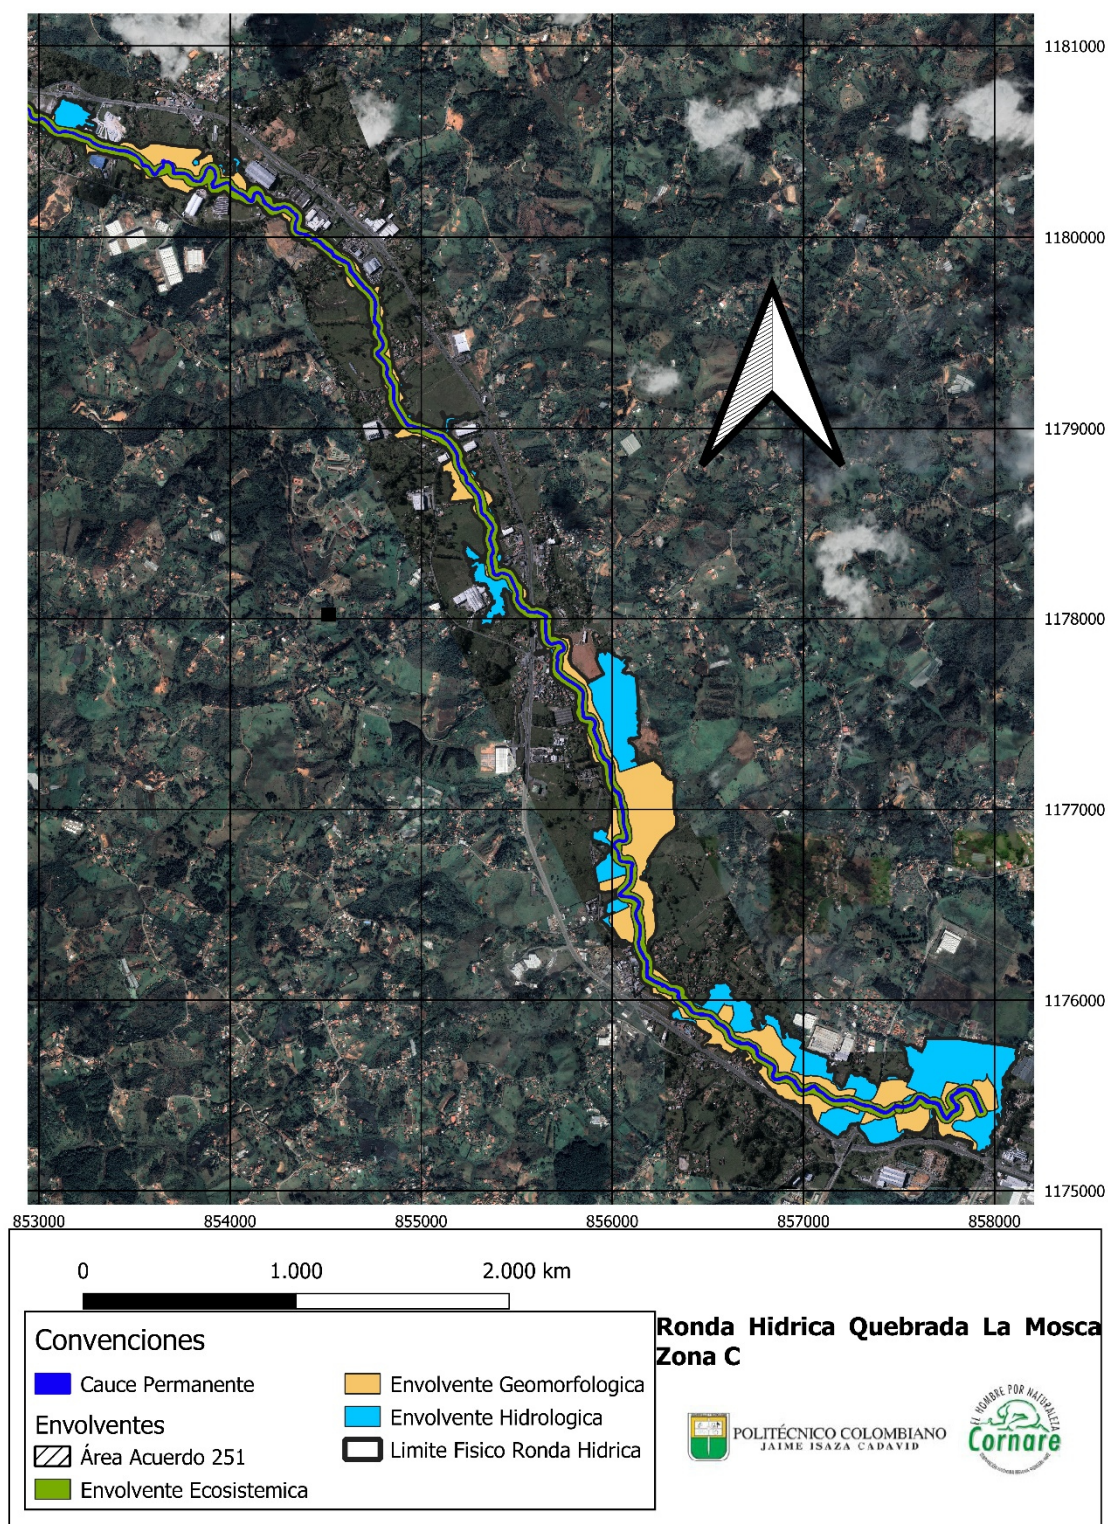 1181000
1180000
1179000
1178000
1177000
1176000
1175000
853000 854000 855000 856000 857000 858000
0 1.000 2.000 km
Convenciones
Cauce Permanente
Envolventes
Área Acuerdo 251
Envolvente Ecosistemica
Envolvente Geomorfologica
Envolvente Hidrologica
Limite Fisico Ronda Hidrica
Ronda Hidrica Quebrada La Mosca
Zona C
POLITÉCNICO COLOMBIANO
JAIME ISAZA CADAVID
EL HOMBRE POR NATURALEZA
Cornare